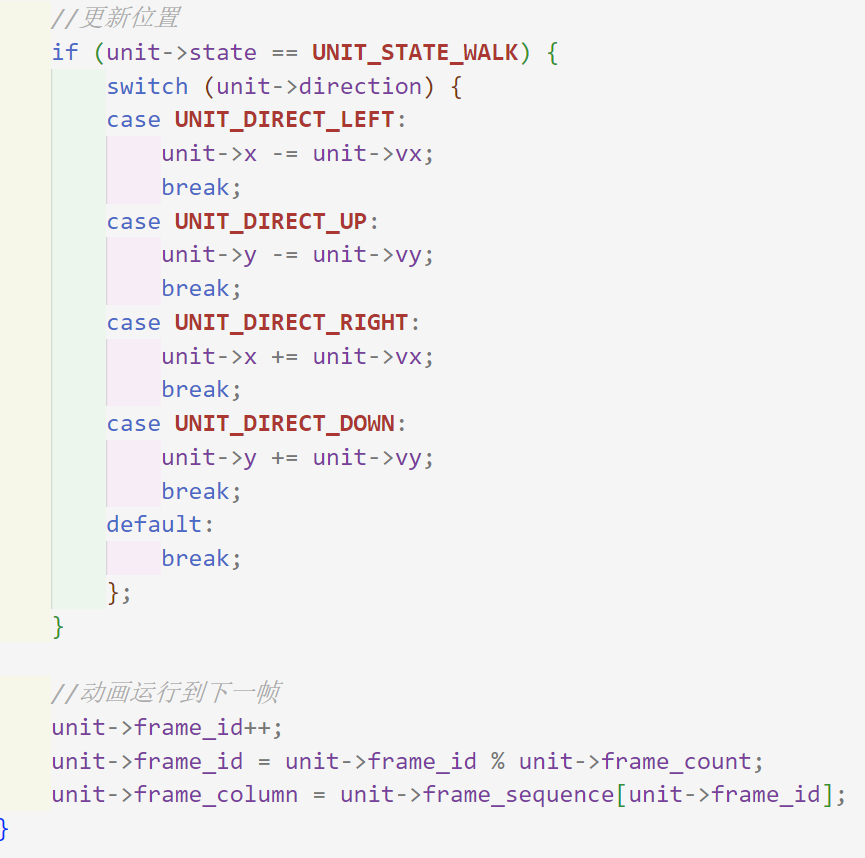 //更新位置
if (unit->state == UNIT_STATE_WALK) {
switch (unit->direction) {
case UNIT_DIRECT_LEFT:
unit->x -= unit->vx;
break;
case UNIT_DIRECT_UP:
unit->y -= unit->vy;
break;
case UNIT_DIRECT_RIGHT:
unit->x += unit->vx;
break;
case UNIT_DIRECT_DOWN:
unit->y += unit->vy;
break;
default:
break;
};
}
//动画运行到下一帧
unit->frame_id++;
unit->frame_id = unit->frame_id % unit->frame_count;
unit->frame_column = unit->frame_sequence[unit->frame_id];
}